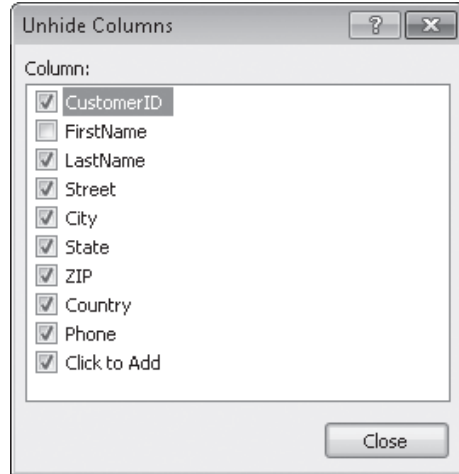 Unhide Columns
Column:
CustomerID
FirstName
LastName
Street
City
State
ZIP
Country
Phone
Click to Add
Close